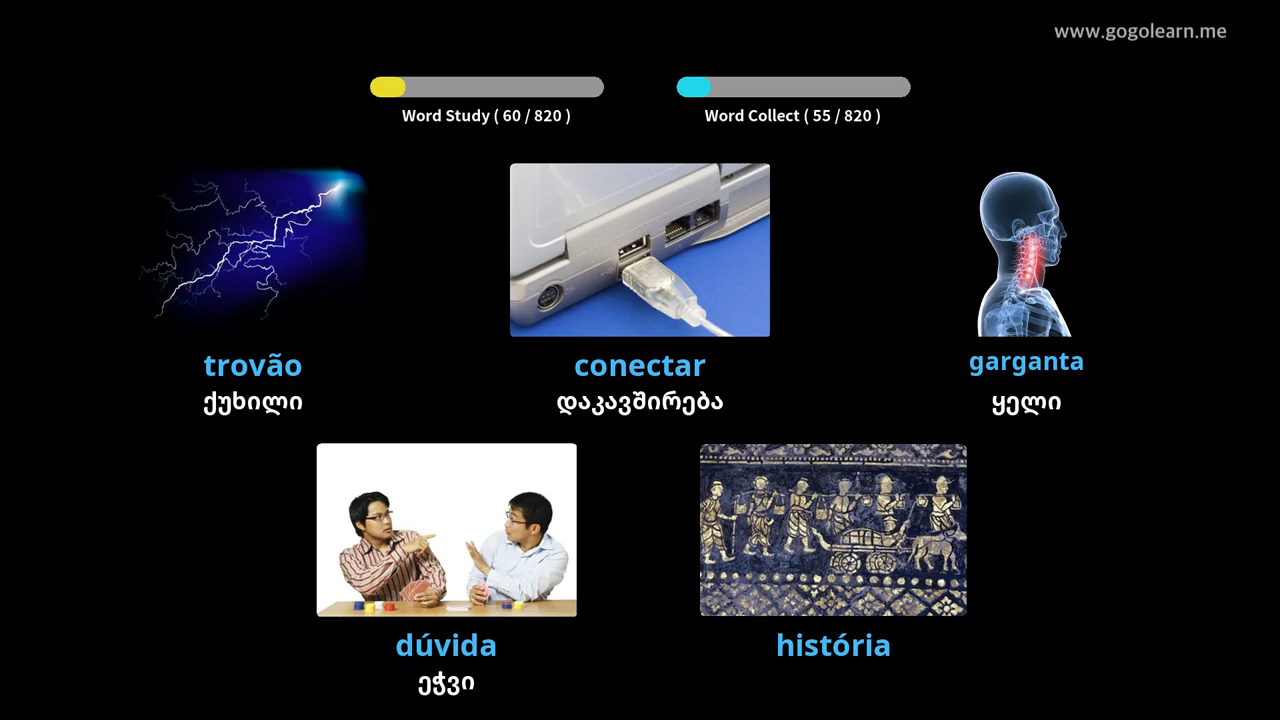 www.gogolearn.me
Word Study ( 60 / 820 )
Word Collect ( 55 / 820 )
trovão
ქუხილი
conectar
დაკავშირება
garganta
ყელი
dúvida
ეჭვი
história